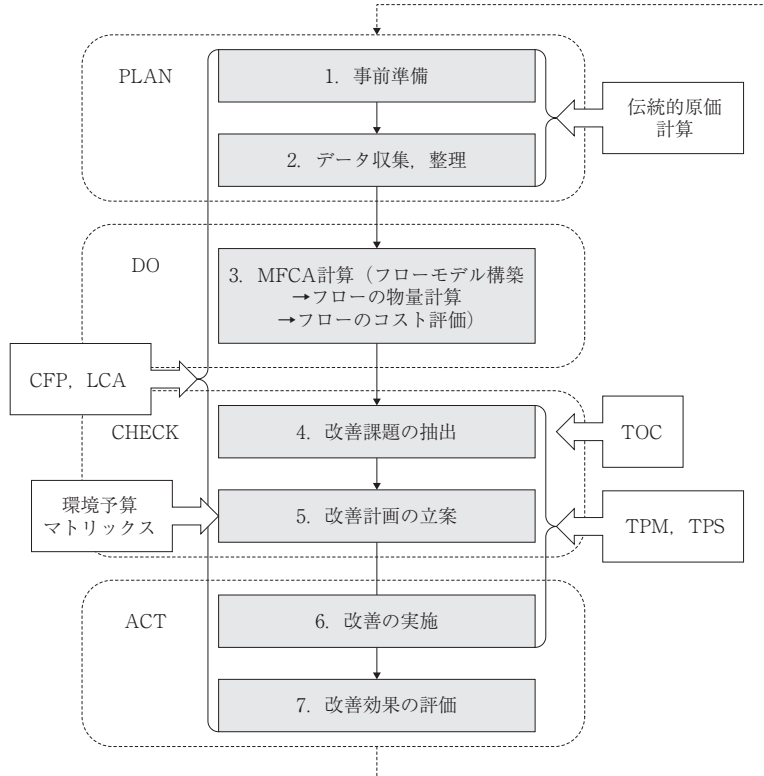 PLAN
1. 事前準備
伝統的原価
計算
2. データ収集，整理
DO
3. MFCA計算（フローモデル構築
→フローの物量計算
→フローのコスト評価）
CFP，LCA
CHECK
4. 改善課題の抽出
TOC
環境予算
マトリックス
5. 改善計画の立案
TPM，TPS
ACT
6. 改善の実施
7. 改善効果の評価